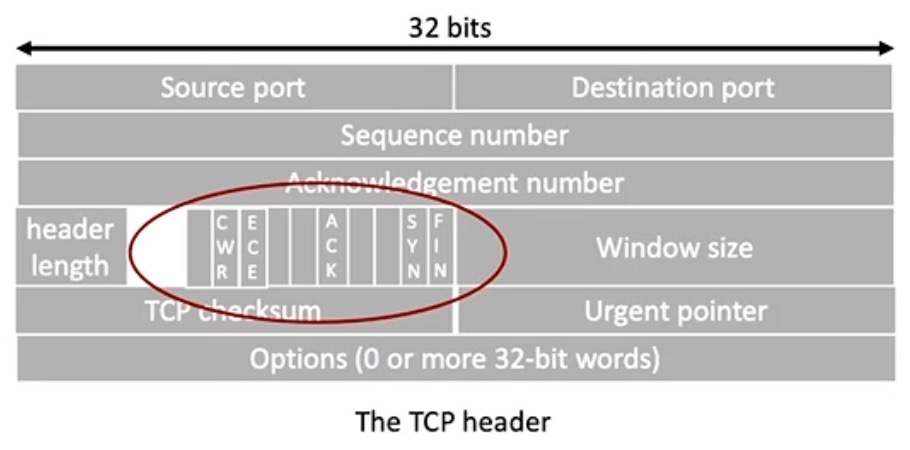 32 bits
Source port Destination port
Sequence number
Acknowledgement number
header length CWR ECE ACK SYN FIN Window size
TCP checksum Urgent pointer
Options (0 or more 32-bit words)
The TCP header